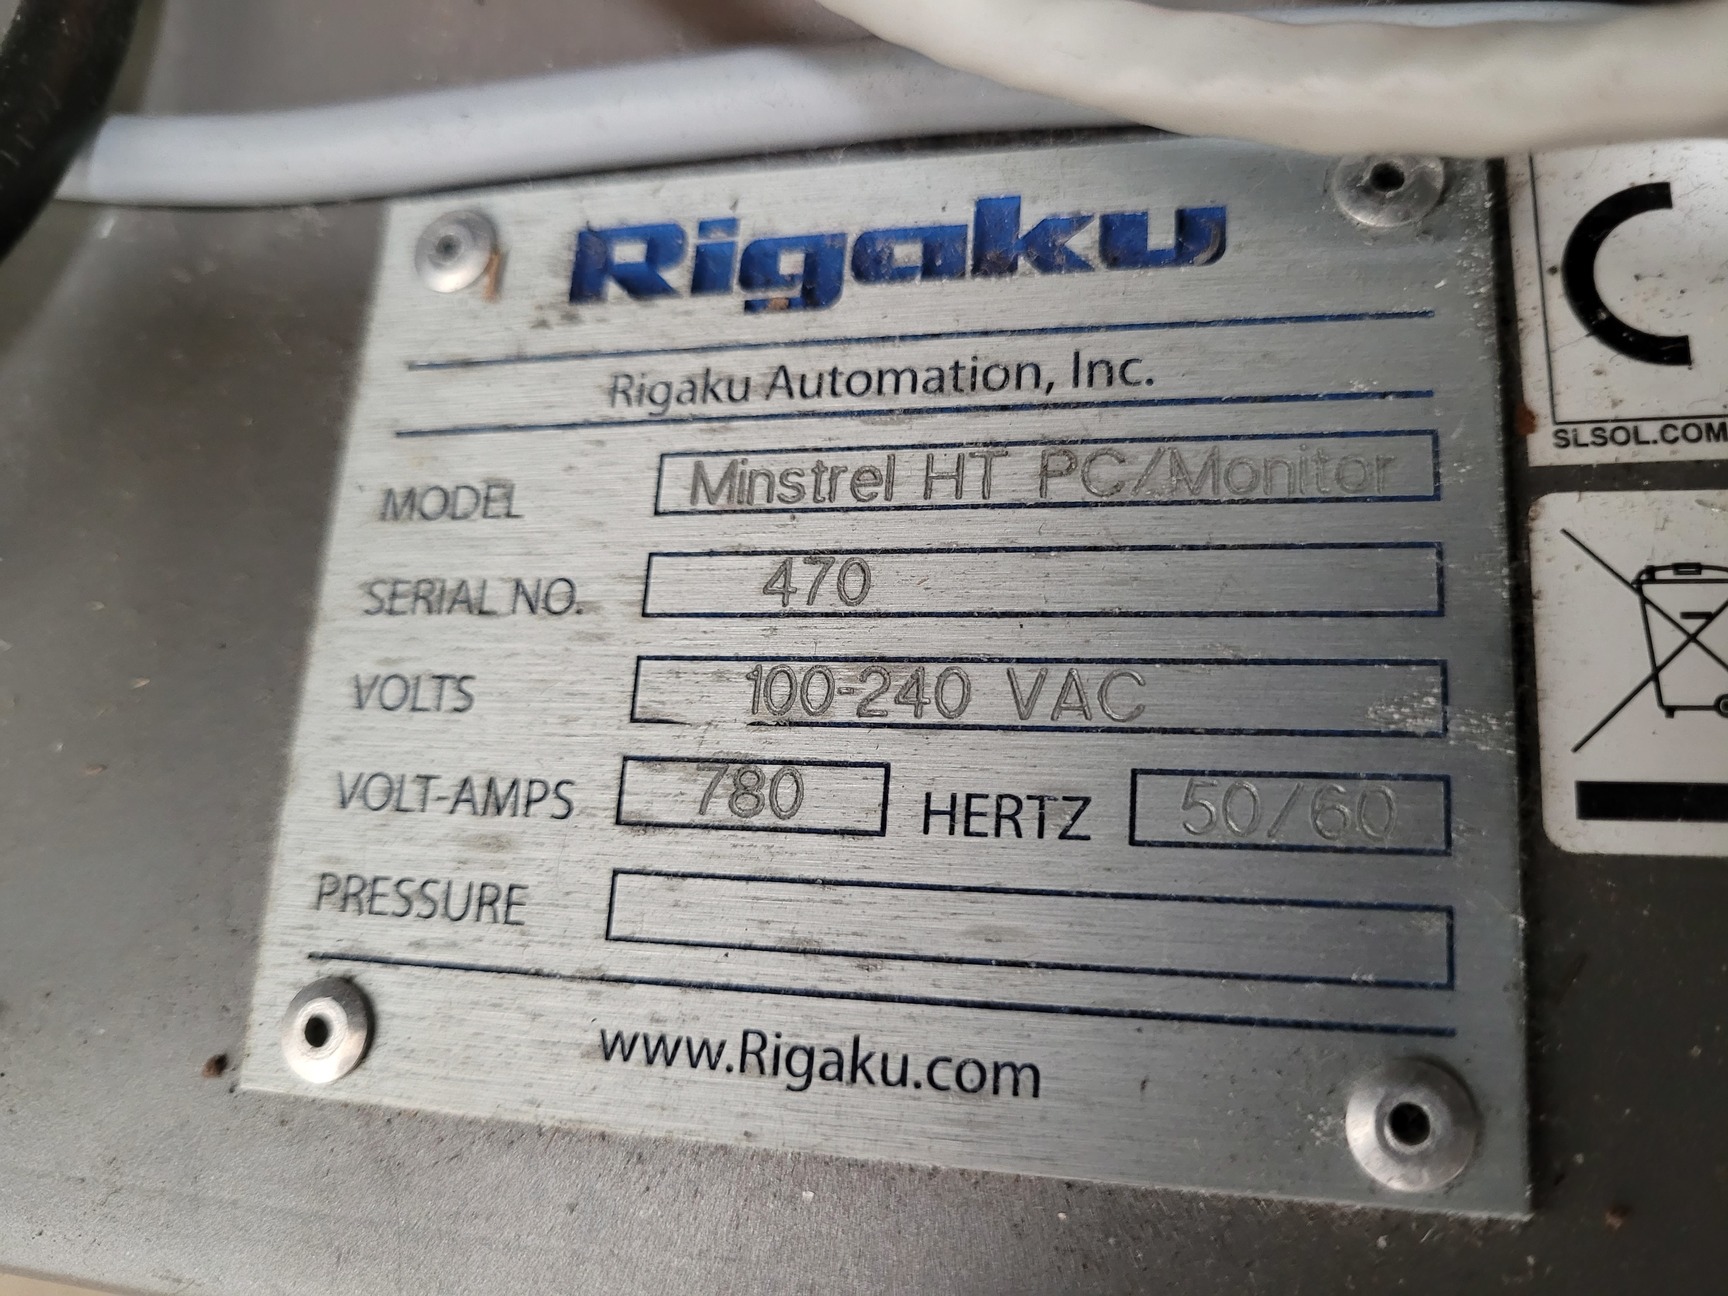 Rigaku
Rigaku Automation, Inc.
MODEL Minstrel HT PC/Monitor
SERIAL NO. 470
VOLTS 100-240 VAC
VOLT-AMPS 780 HERTZ 50/60
PRESSURE
www.Rigaku.com
C
SLSOL.COM